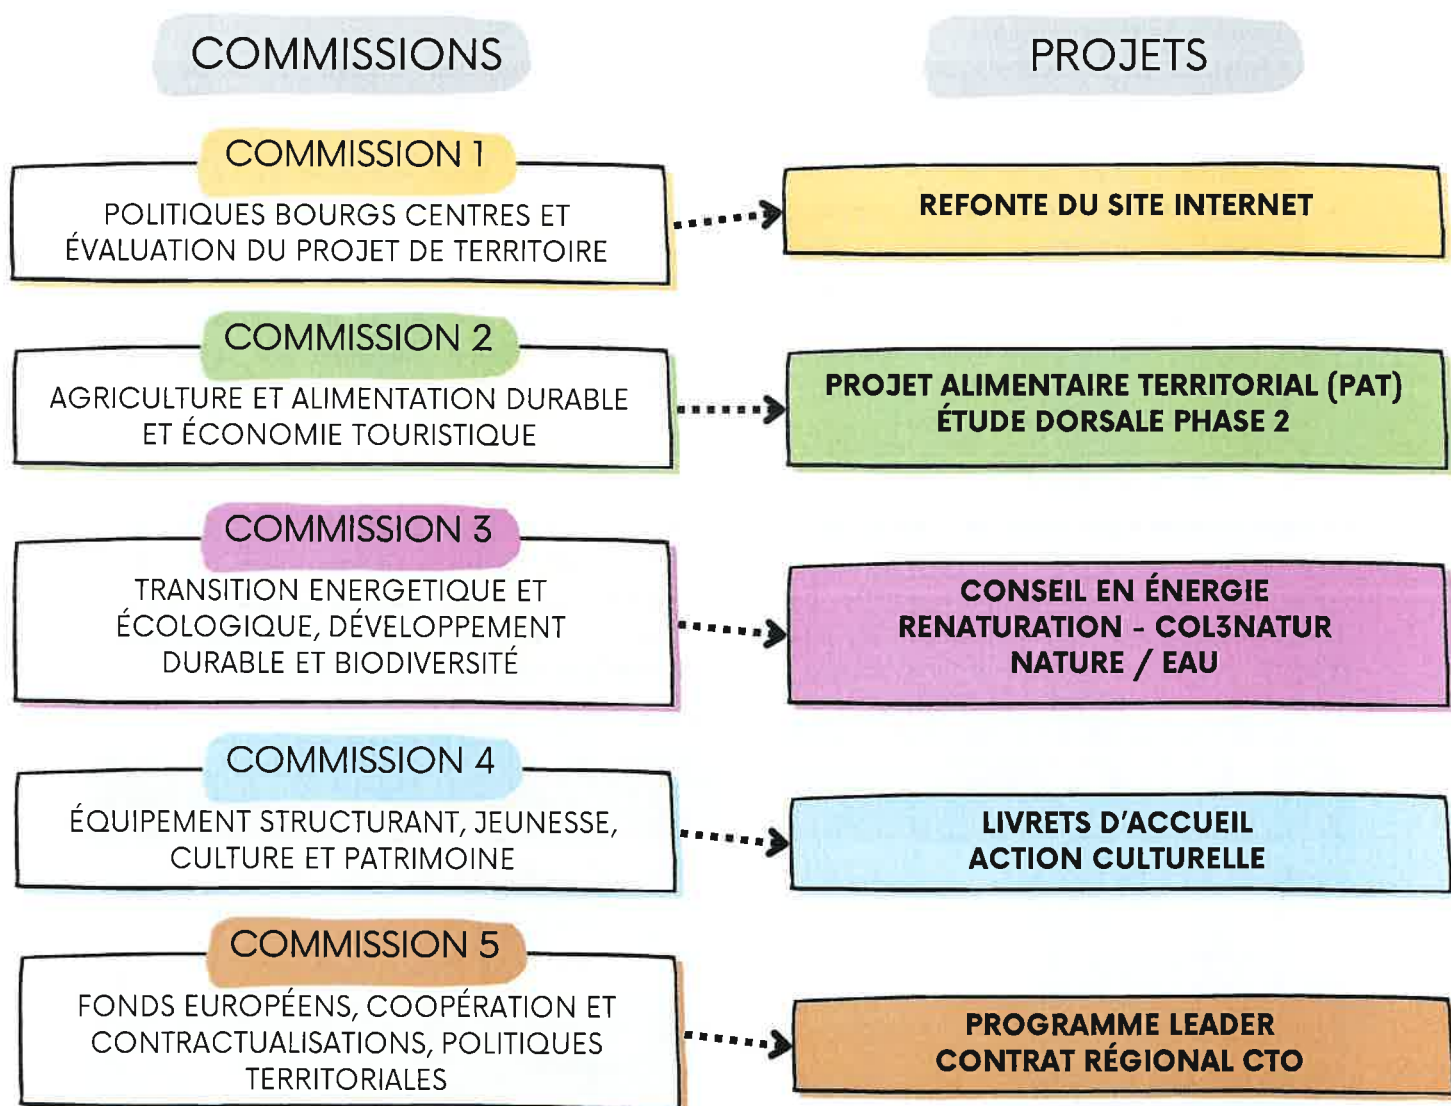 COMMISSIONS
PROJETS
COMMISSION 1
POLITIQUES BOURGS CENTRES ET
ÉVALUATION DU PROJET DE TERRITOIRE
REFONTE DU SITE INTERNET
COMMISSION 2
AGRICULTURE ET ALIMENTATION DURABLE
ET ÉCONOMIE TOURISTIQUE
PROJET ALIMENTAIRE TERRITORIAL (PAT)
ÉTUDE DORSALE PHASE 2
COMMISSION 3
TRANSITION ENERGETIQUE ET
ÉCOLOGIQUE, DÉVELOPPEMENT
DURABLE ET BIODIVERSITÉ
CONSEIL EN ÉNERGIE
RENATURATION - COL3NATUR
NATURE / EAU
COMMISSION 4
ÉQUIPEMENT STRUCTURANT, JEUNESSE,
CULTURE ET PATRIMOINE
LIVRETS D'ACCUEIL
ACTION CULTURELLE
COMMISSION 5
FONDS EUROPÉENS, COOPÉRATION ET
CONTRACTUALISATIONS, POLITIQUES
TERRITORIALES
PROGRAMME LEADER
CONTRAT RÉGIONAL CTO